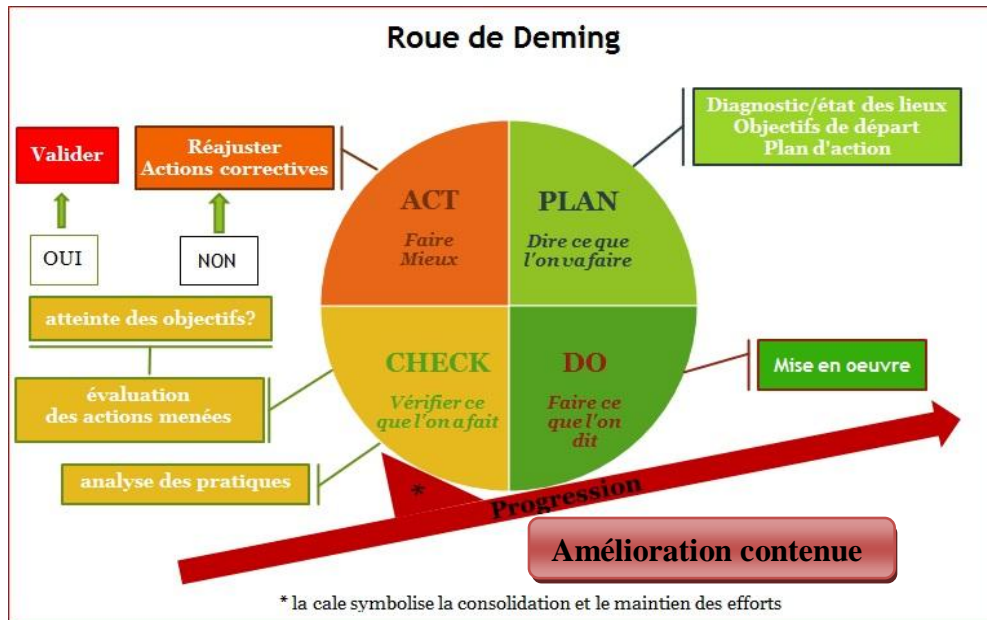 Roue de Deming
Valider
Réajuster
Actions correctives
Diagnostic/état des lieux
Objectifs de départ
Plan d'action
OUI
NON
ACT
Faire
Mieux
PLAN
Dire ce que
l'on va faire
atteinte des objectifs?
évaluation
des actions menées
analyse des pratiques
CHECK
Vérifier ce
que l'on a fait
DO
Faire ce
que l'on
dit
Mise en oeuvre
*
Progression
Amélioration contenue
* la cale symbolise la consolidation et le maintien des efforts